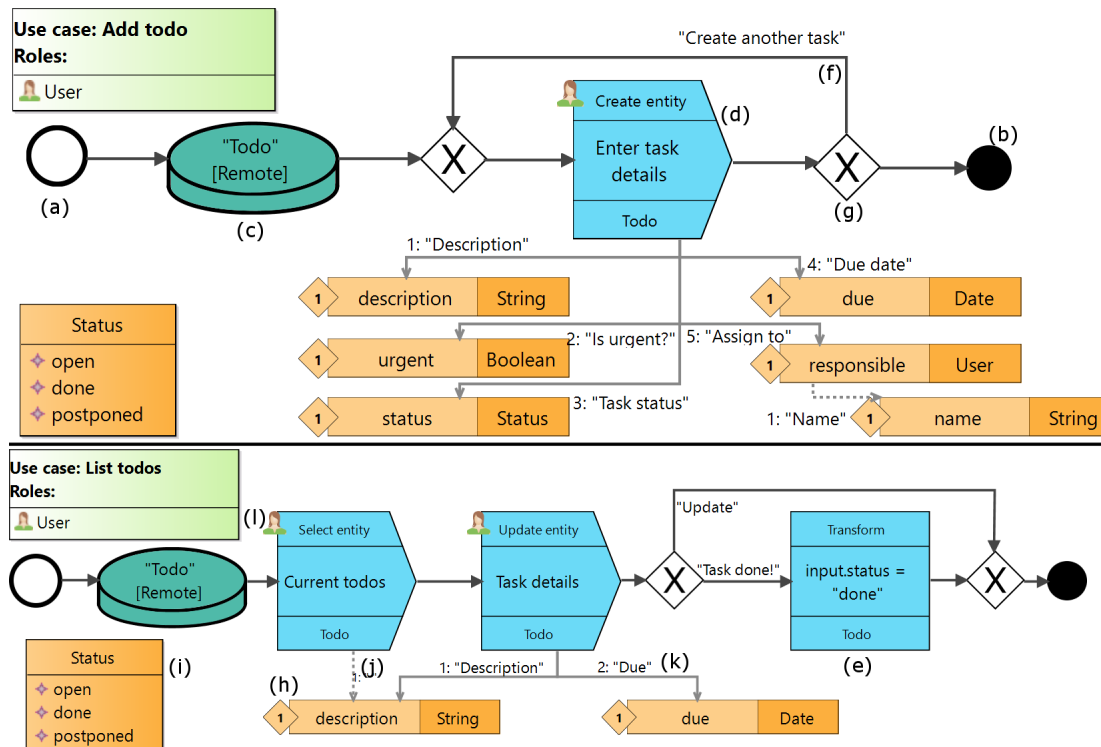 Use case: Add todo
Roles:
User
"Create another task"
(f)
Create entity
(d)
"Todo"
[Remote]
X
Enter task
details
X
(b)
(a)
(c)
Todo
(g)
1: "Description"
4: "Due date"
1 description String
1 due Date
2: "Is urgent?"
5: "Assign to"
1 urgent Boolean
1 responsible User
Status
open
done
postponed
3: "Task status"
1 status Status
1: "Name"
1 name String
Use case: List todos
Roles:
User
(l)
Select entity
Update entity
"Update"
Transform
"Todo"
[Remote]
Current todos
Task details
X
"Task done!"
input.status =
"done"
X
Todo
Todo
Todo
Status
open
done
postponed
(i)
(j)
1: "Description"
2: "Due"
(k)
(e)
(h)
1 description String
1 due Date